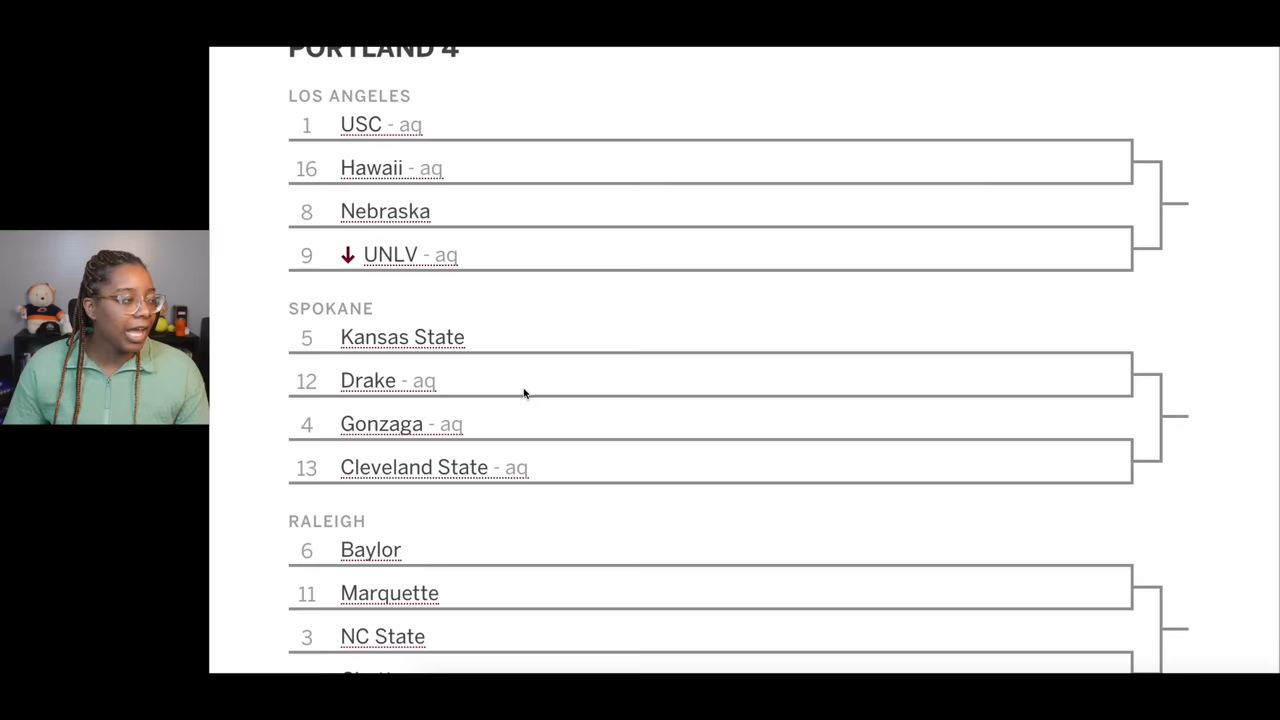 PORTLAND 4
LOS ANGELES
1 USC - aq
16 Hawaii - aq
8 Nebraska
9 ↓ UNLV - aq
SPOKANE
5 Kansas State
12 Drake - aq
4 Gonzaga - aq
13 Cleveland State - aq
RALEIGH
6 Baylor
11 Marquette
3 NC State